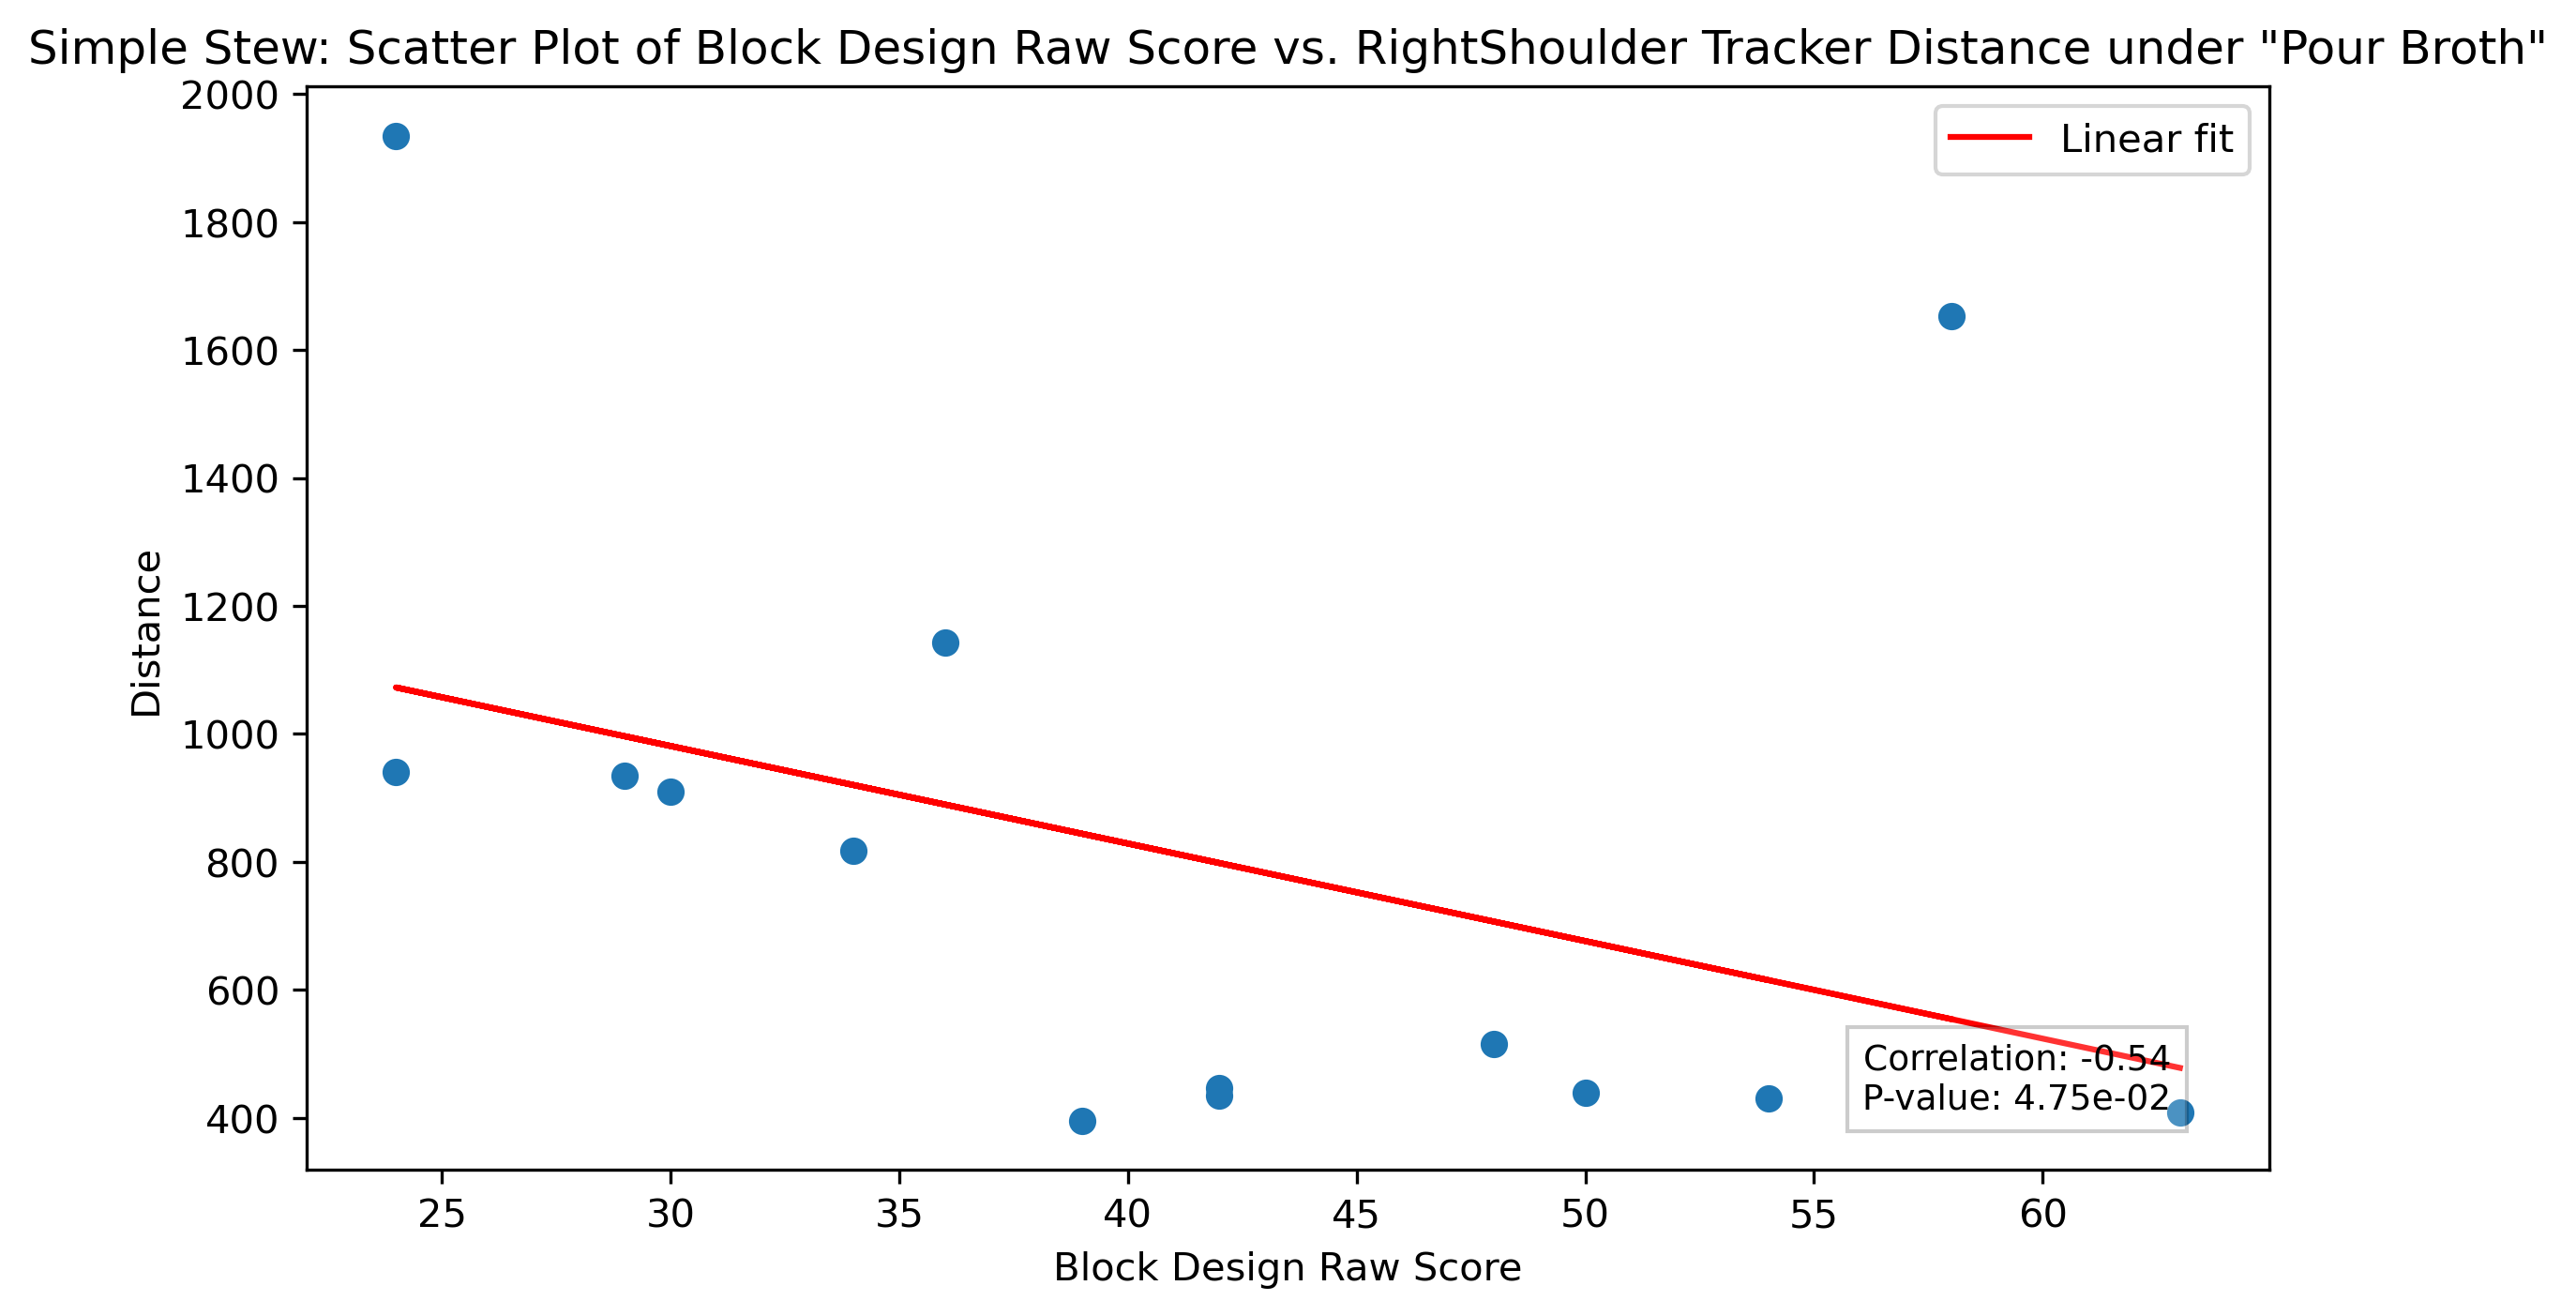 Simple Stew: Scatter Plot of Block Design Raw Score vs. RightShoulder Tracker Distance under "Pour Broth"
2000
1800
1600
1400
1200
1000
800
600
400
Distance
Linear fit
Correlation: -0.54
P-value: 4.75e-02
25 30 35 40 45 50 55 60
Block Design Raw Score